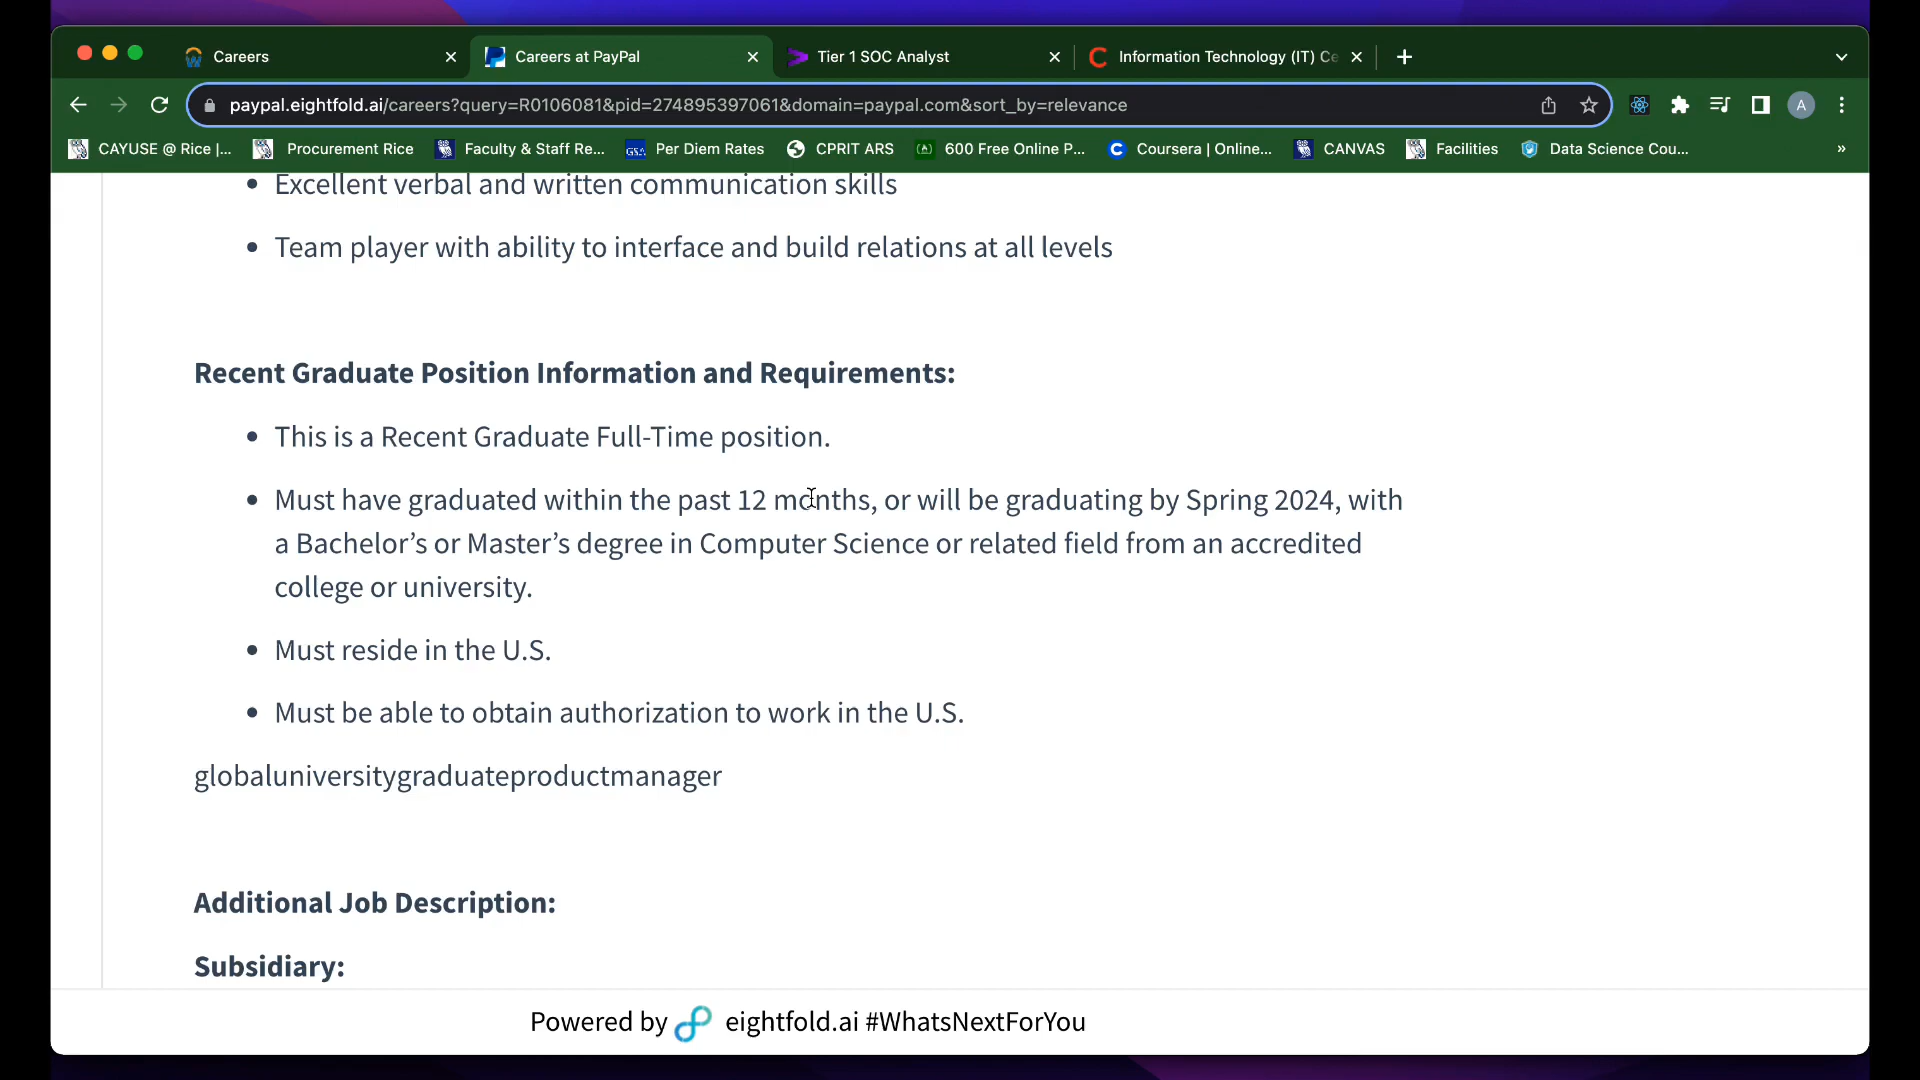 Careers
Careers at PayPal
Tier 1 SOC Analyst
Information Technology (IT) Ce
paypal.eightfold.ai/careers?query=R0106081&pid=274895397061&domain=paypal.com&sort_by=relevance
A
CAYUSE @ Rice |...
Procurement Rice
Faculty & Staff Re...
GSA
Per Diem Rates
CPRIT ARS
600 Free Online P...
Coursera | Online...
CANVAS
Facilities
Data Science Cou...
»
• Excellent verbal and written communication skills
• Team player with ability to interface and build relations at all levels
Recent Graduate Position Information and Requirements:
• This is a Recent Graduate Full-Time position.
• Must have graduated within the past 12 months, or will be graduating by Spring 2024, with
a Bachelor’s or Master’s degree in Computer Science or related field from an accredited
college or university.
• Must reside in the U.S.
• Must be able to obtain authorization to work in the U.S.
globaluniversitygraduateproductmanager
Additional Job Description:
Subsidiary:
Powered by eightfold.ai #WhatsNextForYou